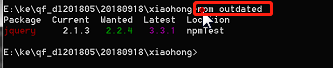 E:\ke\qf_d1201805\20180918\xiaohong>npm outdated
Package  Current  Wanted  Latest  Location
jquery  2.1.3  2.2.4  3.3.1  npmTest
E:\ke\qf_d1201805\20180918\xiaohong>